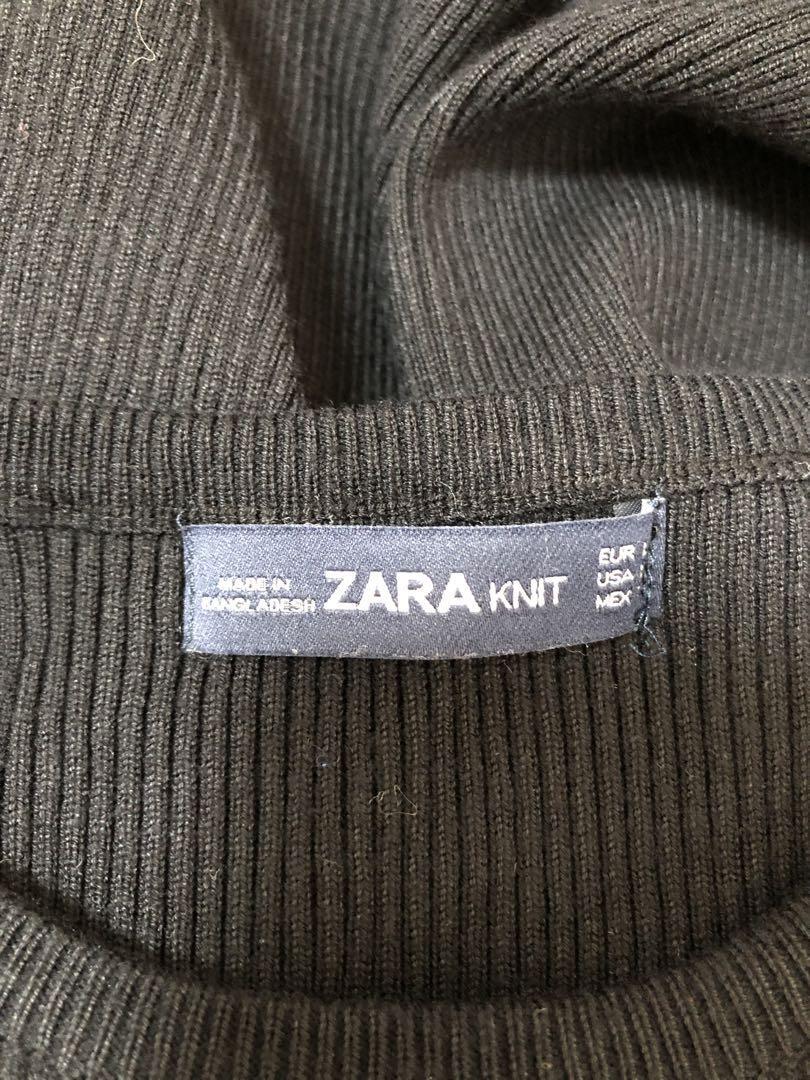 MADE IN
BANGLADESH
ZARA KNIT
EUR
USA
MEX